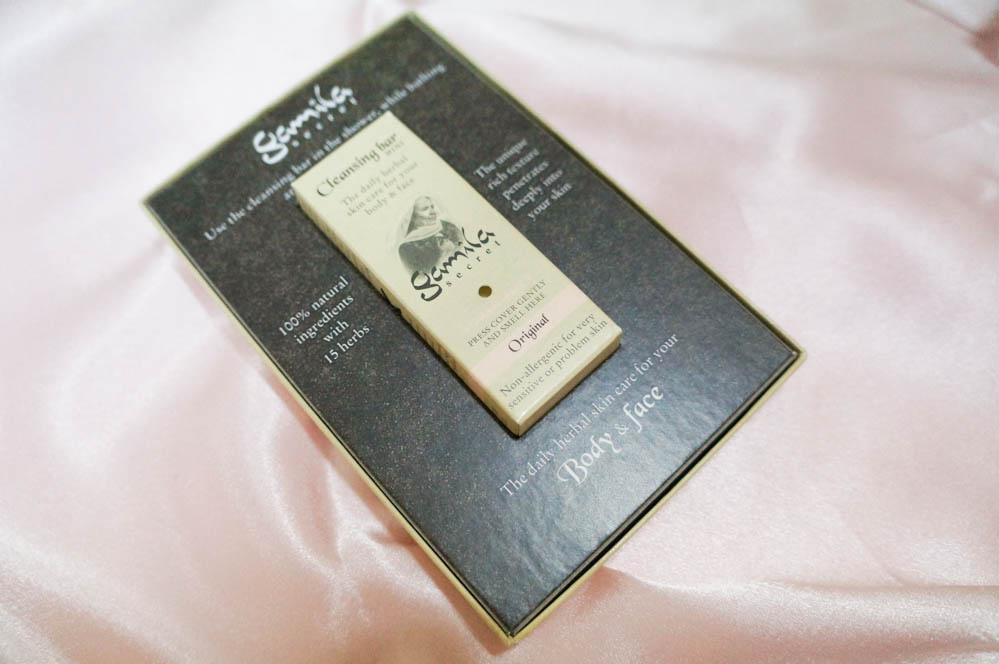 gamila
secret
Use the cleansing bar in the shower, while bathing
Cleansing bar
MINI
The daily herbal
skin care for your
body & face
gamila
secret
PRESS COVER GENTLY
AND SMELL HERE
Original
Non-allergenic for very
sensitive or problem skin
The unique
rich texture
penetrates
deeply into
your skin
100% natural
ingredients
with
15 herbs
The daily herbal skin care for your
Body & face